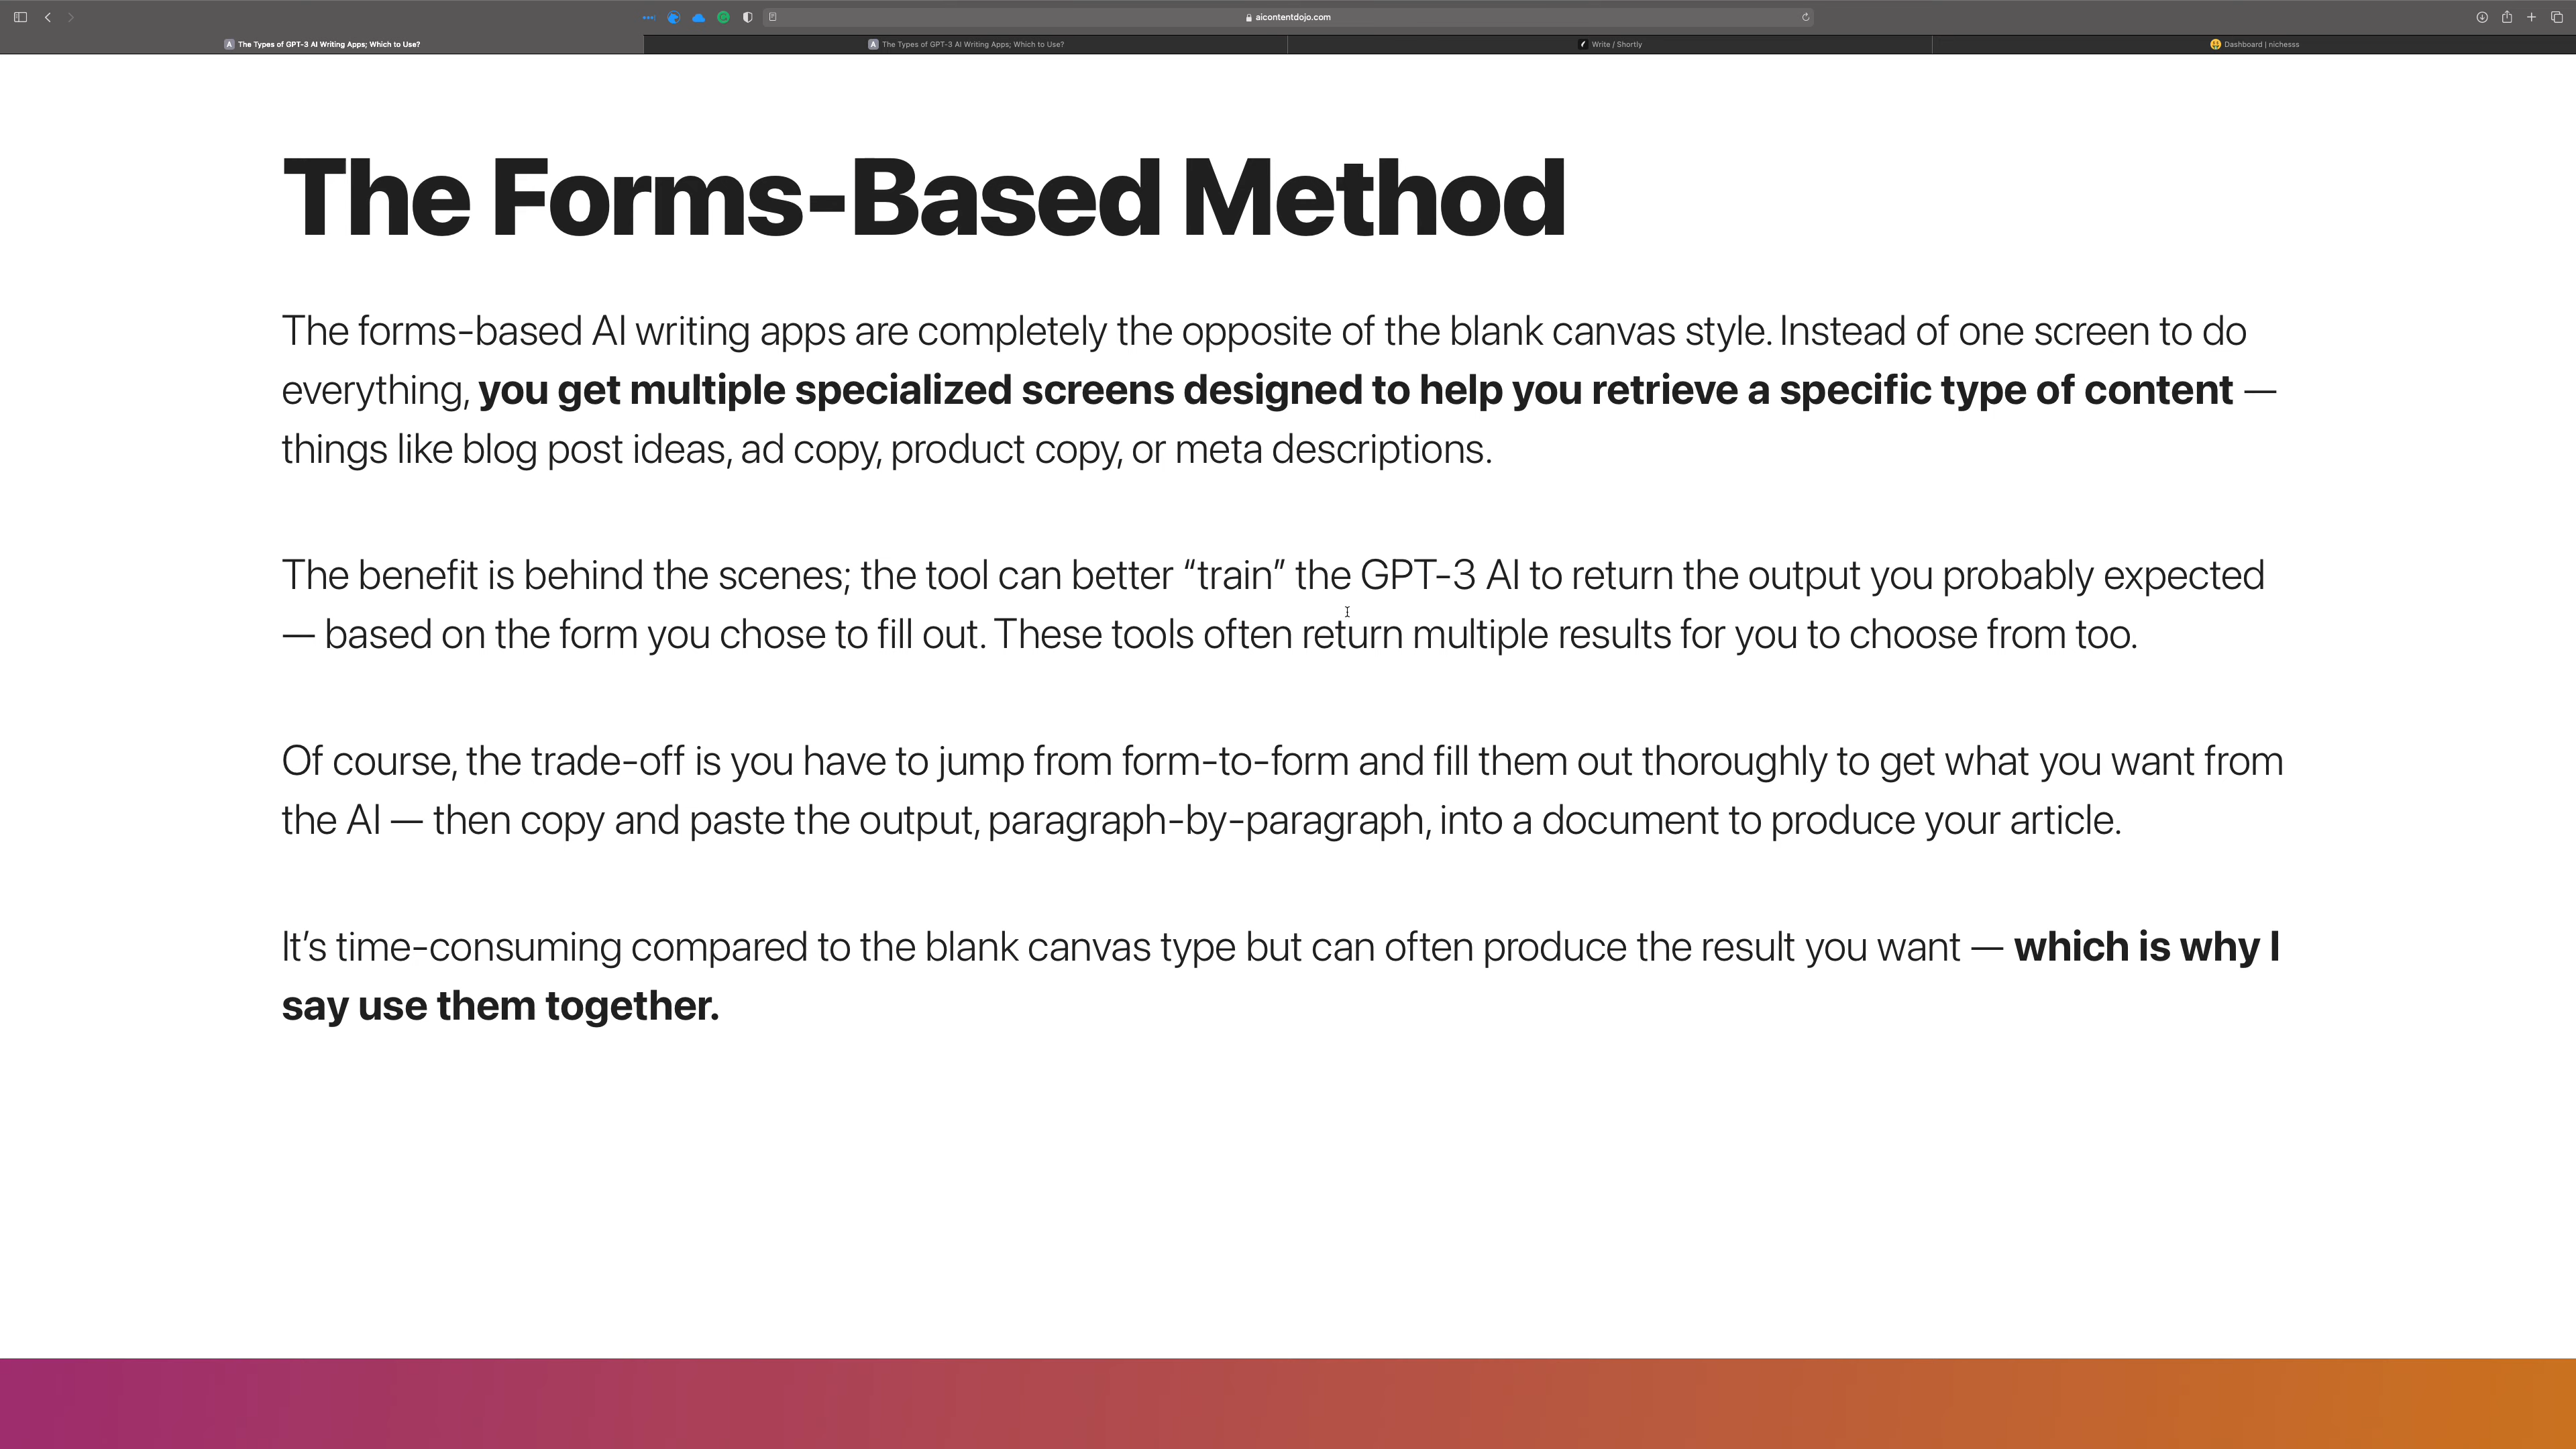 aicontentdojo.com
The Types of GPT-3 AI Writing Apps; Which to Use?
The Types of GPT-3 AI Writing Apps; Which to Use?
Write / Shortly
Dashboard | nichesss
The Forms-Based Method
The forms-based AI writing apps are completely the opposite of the blank canvas style. Instead of one screen to do
everything, you get multiple specialized screens designed to help you retrieve a specific type of content —
things like blog post ideas, ad copy, product copy, or meta descriptions.
The benefit is behind the scenes; the tool can better “train” the GPT-3 AI to return the output you probably expected
— based on the form you chose to fill out. These tools often return multiple results for you to choose from too.
Of course, the trade-off is you have to jump from form-to-form and fill them out thoroughly to get what you want from
the AI — then copy and paste the output, paragraph-by-paragraph, into a document to produce your article.
It’s time-consuming compared to the blank canvas type but can often produce the result you want — which is why I
say use them together.